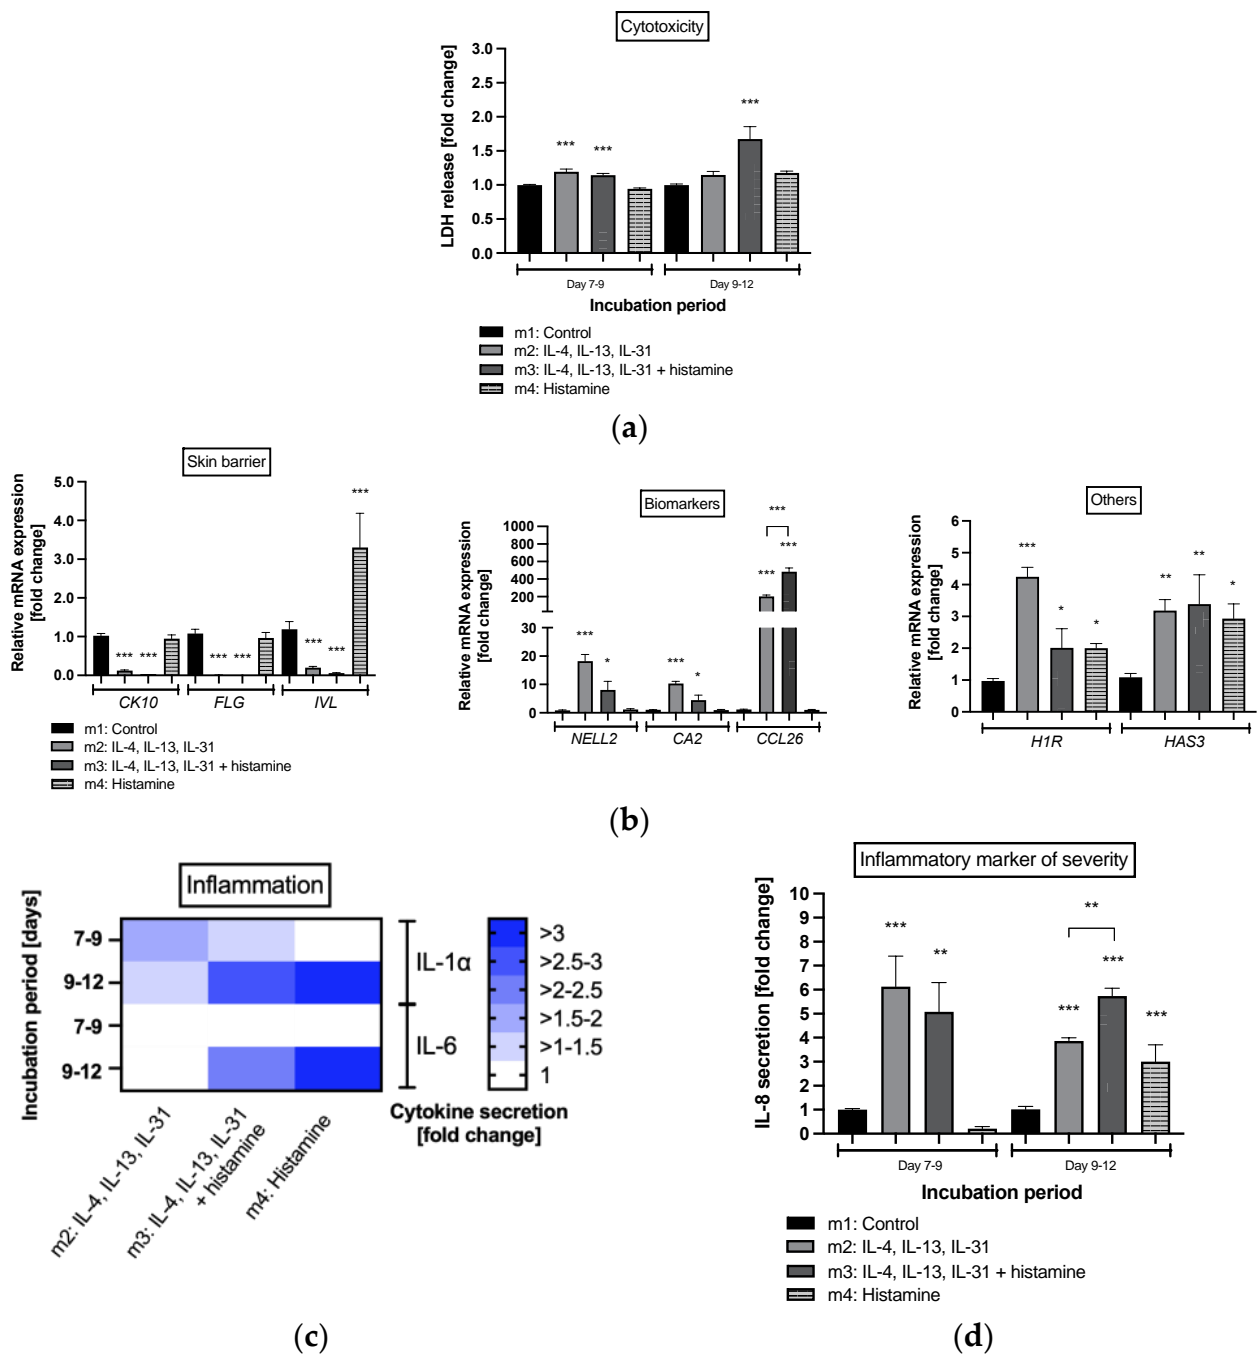 Cytotoxicity
LDH release [fold change]
3.0
2.5
2.0
1.5
1.0
0.5
0.0
***
***
***
Day 7-9
Day 9-12
Incubation period
m1: Control
m2: IL-4, IL-13, IL-31
m3: IL-4, IL-13, IL-31 + histamine
m4: Histamine
(a)
Skin barrier
Relative mRNA expression
[fold change]
5.0
4.0
3.0
2.0
1.0
0.0
*** ***
*** ***
*** *** ***
CK10 FLG IVL
m1: Control
m2: IL-4, IL-13, IL-31
m3: IL-4, IL-13, IL-31 + histamine
m4: Histamine
Biomarkers
Relative mRNA expression
[fold change]
1000
800
600
400
200
30
20
10
0
*** *
*** *
*** ***
***
NELL2 CA2 CCL26
Others
Relative mRNA expression
[fold change]
6
5
4
3
2
1
0
*** * *
** ** *
H1R HAS3
(b)
Inflammation
Incubation period [days]
7-9
9-12
7-9
9-12
IL-1α
IL-6
>3
>2.5-3
>2-2.5
>1.5-2
>1-1.5
1
Cytokine secretion
[fold change]
m2: IL-4, IL-13, IL-31
m3: IL-4, IL-13, IL-31
+ histamine
m4: Histamine
(c)
Inflammatory marker of severity
IL-8 secretion [fold change]
10
9
8
7
6
5
4
3
2
1
0
*** **
**
*** *** ***
Day 7-9
Day 9-12
Incubation period
m1: Control
m2: IL-4, IL-13, IL-31
m3: IL-4, IL-13, IL-31 + histamine
m4: Histamine
(d)